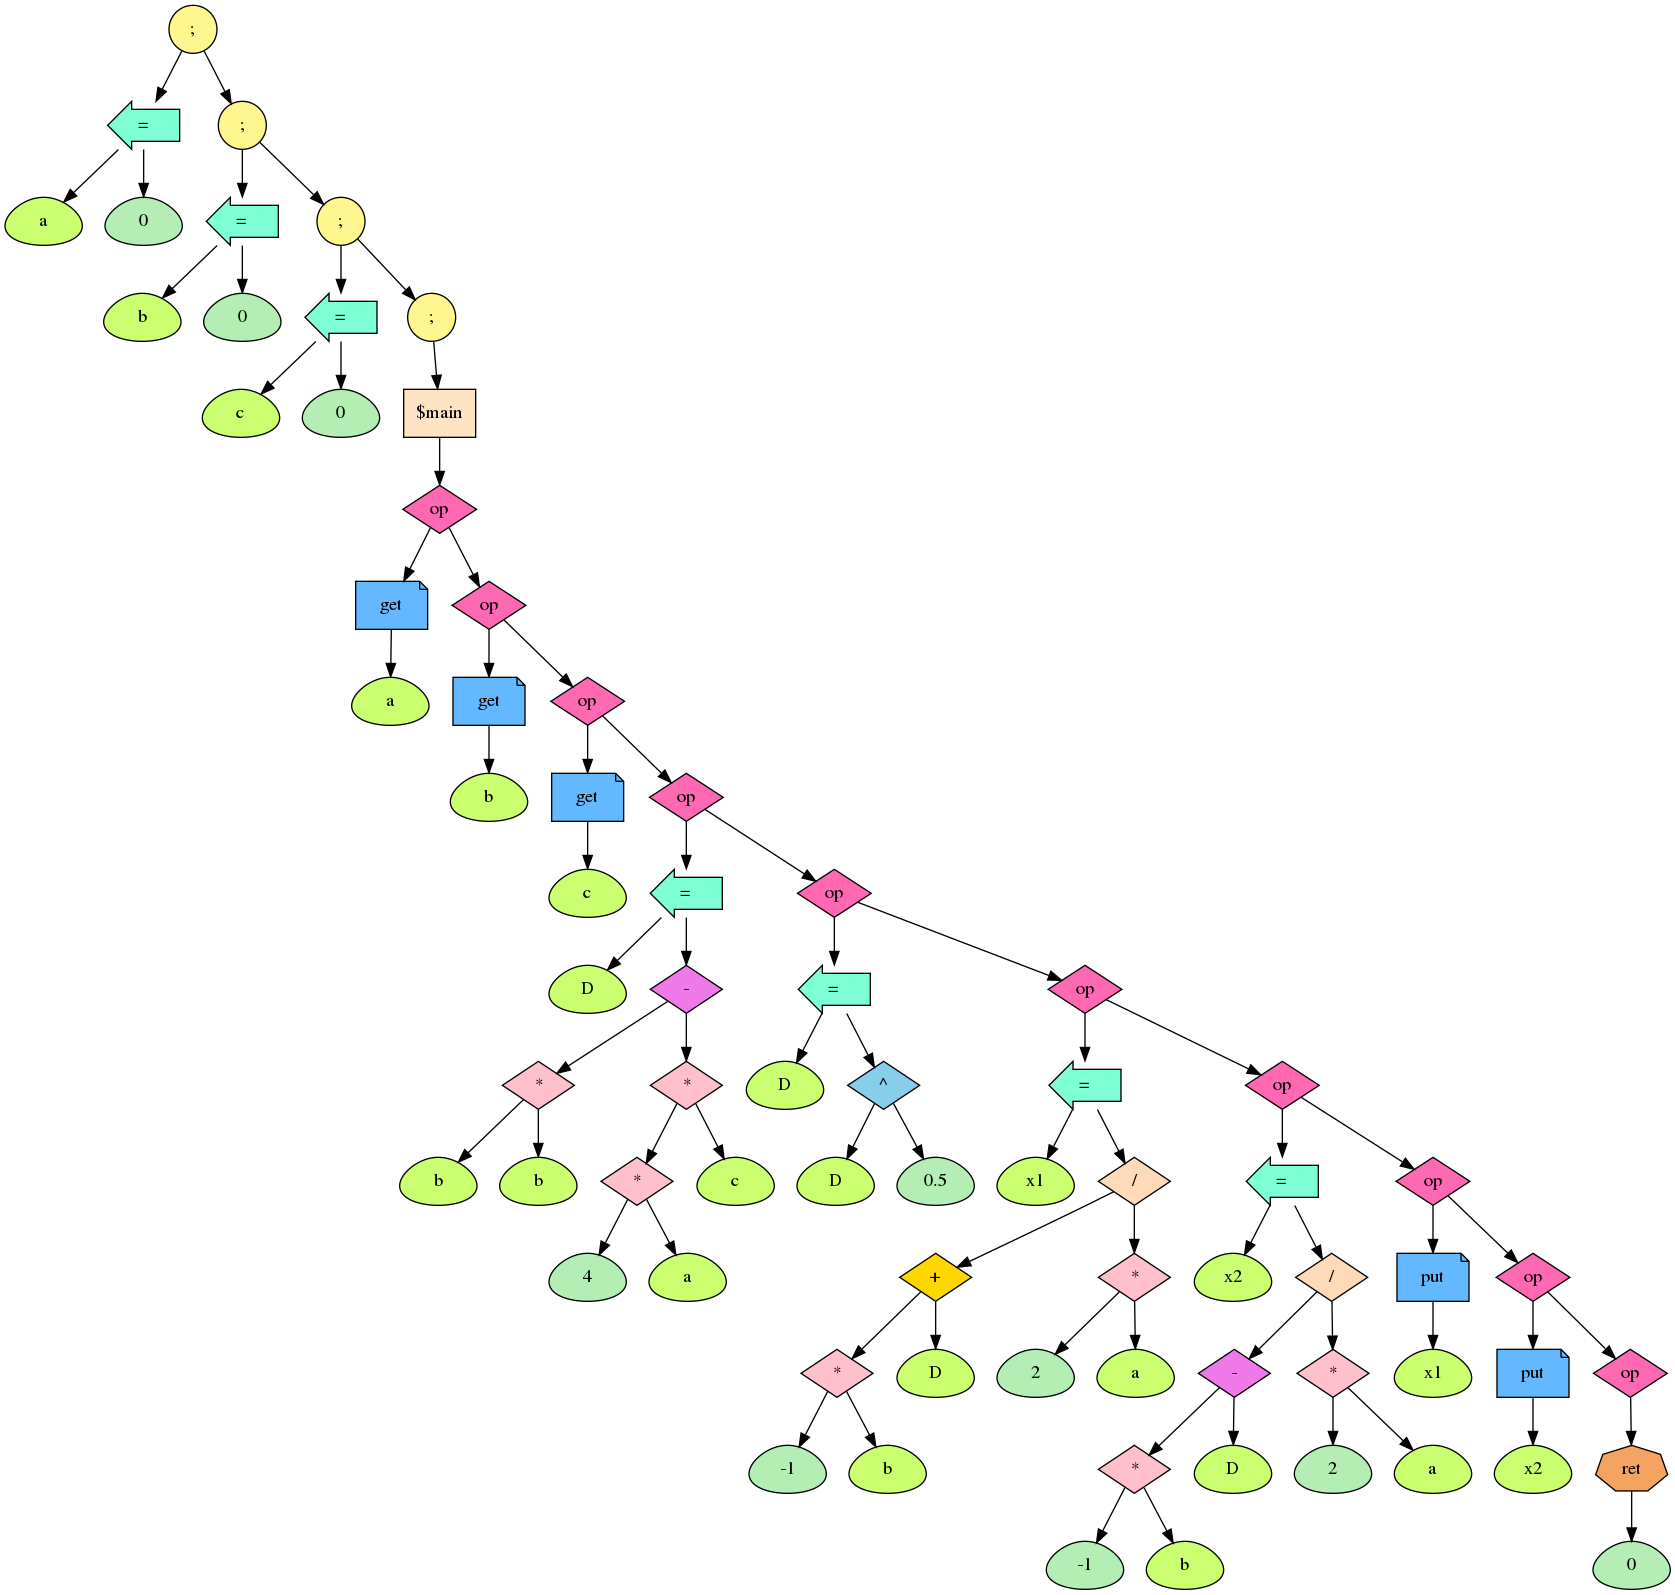 ;
= ;
a 0 = ;
b 0 = ;
c 0 $main
op
get op
a get op
b get op
c = op
D - = op
* * D ^ = op
b b * c D 0.5 x1 / = op
4 a + * x2 / put op
* D 2 a - * x1 put op
-1 b * D 2 a x2 ret
-1 b 0